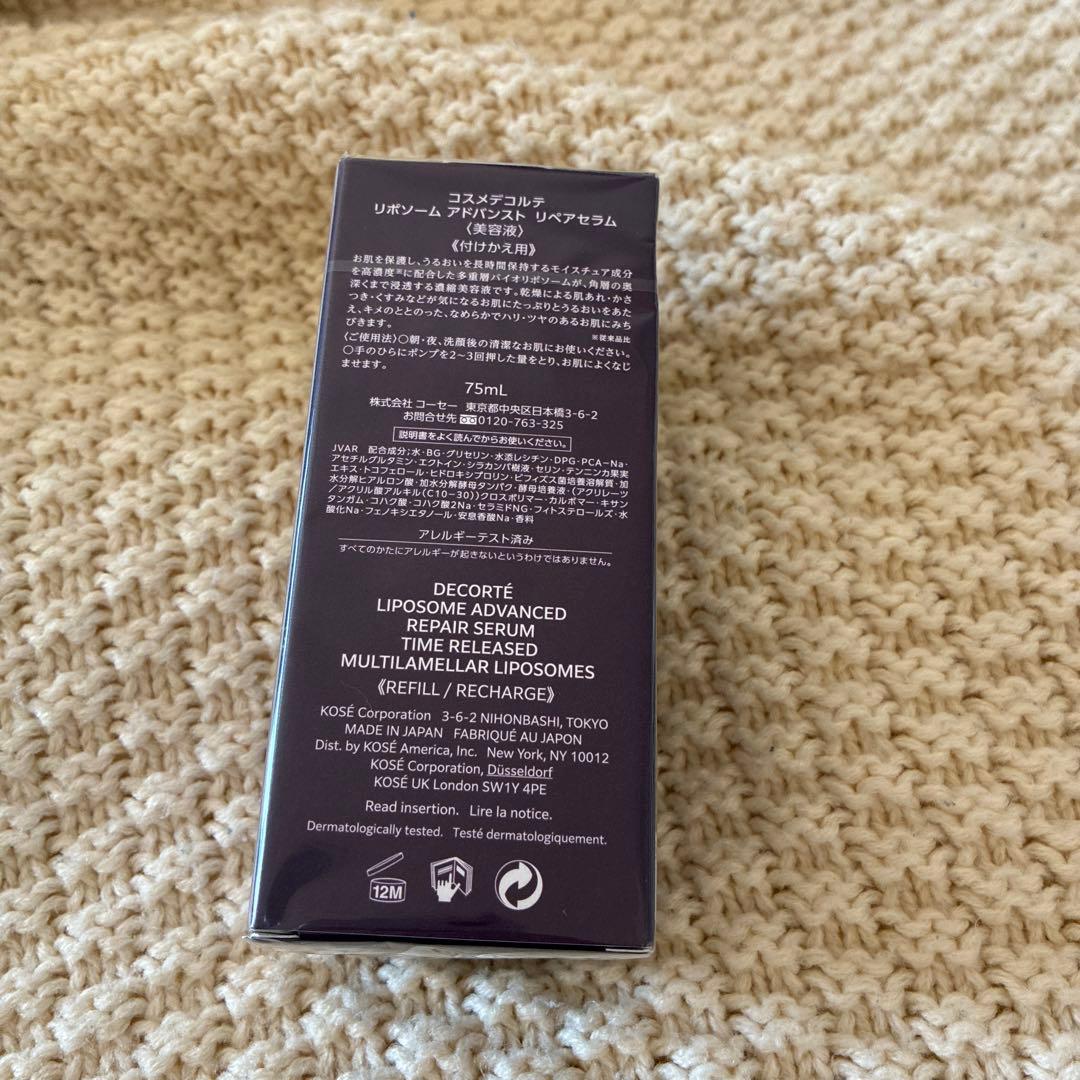 コスメデコルテ
リポソーム アドバンスト リペアセラム
〈美容液〉
《付けかえ用》
お肌を保護し、うるおいを長時間保持するモイスチュア成分
を高濃度※に配合した多重層バイオリポソームが、角層の奥
深くまで浸透する濃縮美容液です。乾燥による肌あれ・かさ
つき・くすみなどが気になるお肌にたっぷりとうるおいをあた
え、キメのととのった、なめらかでハリ・ツヤのあるお肌にみち
びきます。 ※従来品比
〈ご使用法〉○朝・夜、洗顔後の清潔なお肌にお使いください。
○手のひらにポンプを2~3回押した量をとり、お肌によくなじ
ませます。
75mL
株式会社 コーセー 東京都中央区日本橋3-6-2
お問合せ先 0120-763-325
説明書をよく読んでからお使いください。
JVAR 配合成分;水・BG・グリセリン・水添レシチン・DPG・PCA-Na・
アセチルグルタミン・エクトイン・シラカンバ樹液・セリン・テンニンカ果実
エキス・トコフェロール・ヒドロキシプロリン・ビフィズス菌培養溶解質・加
水分解ヒアルロン酸・加水分解酵母タンパク・酵母培養液・(アクリレーツ
/アクリル酸アルキル(C10-30))クロスポリマー・カルボマー・キサン
タンガム・コハク酸・コハク酸2Na・セラミドNG・フィトステロールズ・水
酸化Na・フェノキシエタノール・安息香酸Na・香料
アレルギーテスト済み
すべてのかたにアレルギーが起きないというわけではありません。
DECORTÉ
LIPOSOME ADVANCED
REPAIR SERUM
TIME RELEASED
MULTILAMELLAR LIPOSOMES
《REFILL / RECHARGE》
KOSÉ Corporation 3-6-2 NIHONBASHI, TOKYO
MADE IN JAPAN FABRIQUÉ AU JAPON
Dist. by KOSÉ America, Inc. New York, NY 10012
KOSÉ Corporation, Düsseldorf
KOSÉ UK London SW1Y 4PE
Read insertion. Lire la notice.
Dermatologically tested. Testé dermatologiquement.
12M